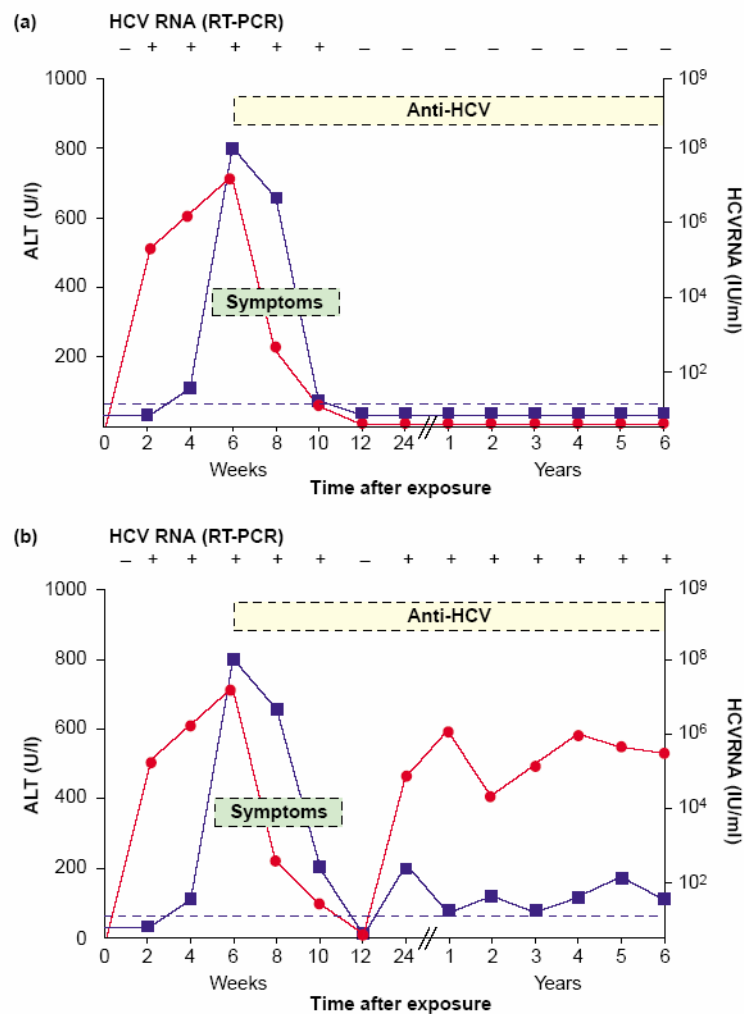 (a) HCV RNA (RT-PCR)
– + + + + + – – – – – – – –
1000
800
600
400
200
ALT (U/l)
Anti-HCV
Symptoms
10⁹
10⁸
10⁶
10⁴
10²
HCVRNA (IU/ml)
0 2 4 6 8 10 12 24 1 2 3 4 5 6
Weeks Years
Time after exposure
(b) HCV RNA (RT-PCR)
– + + + + + – + + + + + + +
1000
800
600
400
200
0
ALT (U/l)
Anti-HCV
Symptoms
10⁹
10⁸
10⁶
10⁴
10²
HCVRNA (IU/ml)
0 2 4 6 8 10 12 24 1 2 3 4 5 6
Weeks Years
Time after exposure